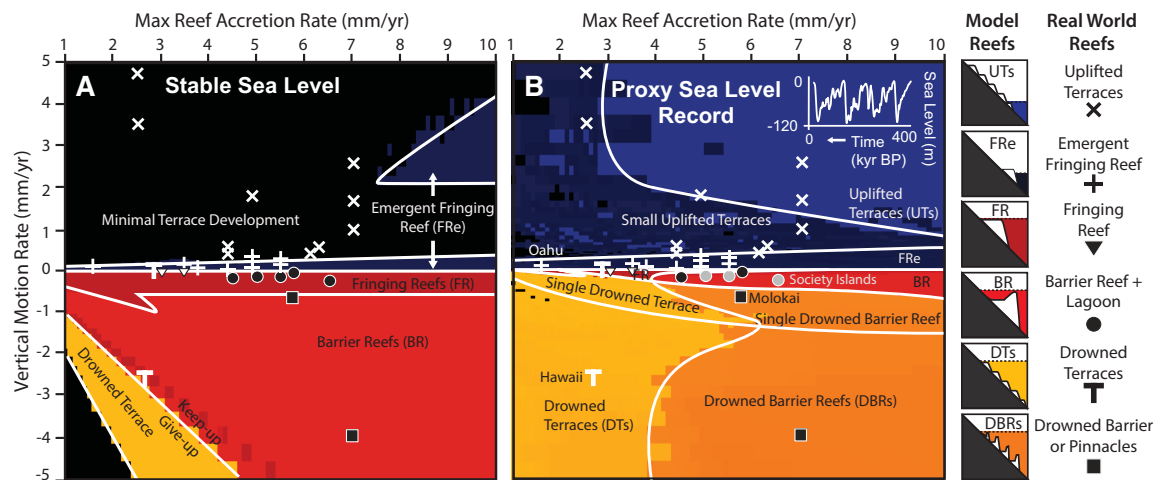 Max Reef Accretion Rate (mm/yr)
1 2 3 4 5 6 7 8 9 10
Vertical Motion Rate (mm/yr)
5
4
3
2
1
0
-1
-2
-3
-4
-5
A
Stable Sea Level
Minimal Terrace Development
Emergent Fringing
Reef (FRe)
Fringing Reefs (FR)
Barrier Reefs (BR)
Drowned Terrace
Keep-up
Give-up
Max Reef Accretion Rate (mm/yr)
1 2 3 4 5 6 7 8 9 10
B
Proxy Sea Level
Record
0
-120
0
400
Time
(kyr BP)
Sea Level (m)
Uplifted
Terraces (UTs)
Small Uplifted Terraces
Oahu
FRe
FR
Society Islands
BR
Single Drowned Terrace
Molokai
Single Drowned Barrier Reef
Hawaii
Drowned
Terraces (DTs)
Drowned Barrier Reefs (DBRs)
Model
Reefs
UTs
FRe
FR
BR
DTs
DBRs
Real World
Reefs
Uplifted
Terraces
Emergent
Fringing Reef
Fringing
Reef
Barrier Reef +
Lagoon
Drowned
Terraces
Drowned Barrier
or Pinnacles